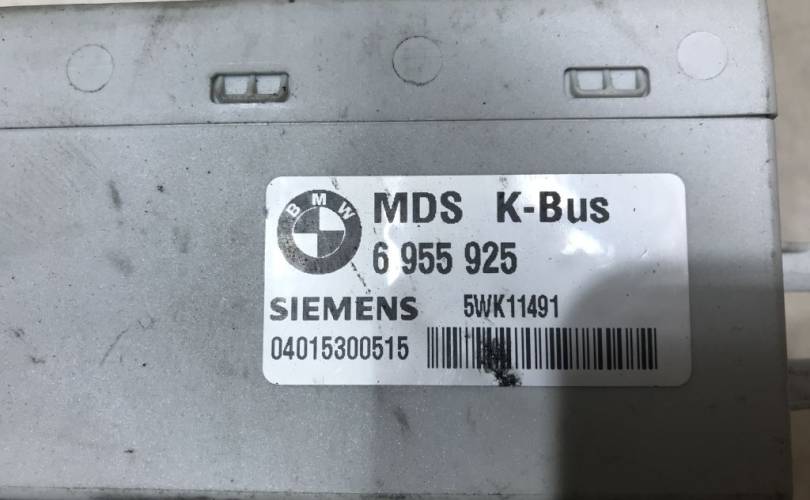 BMW
MDS K-Bus
6 955 925
SIEMENS 5WK11491
04015300515